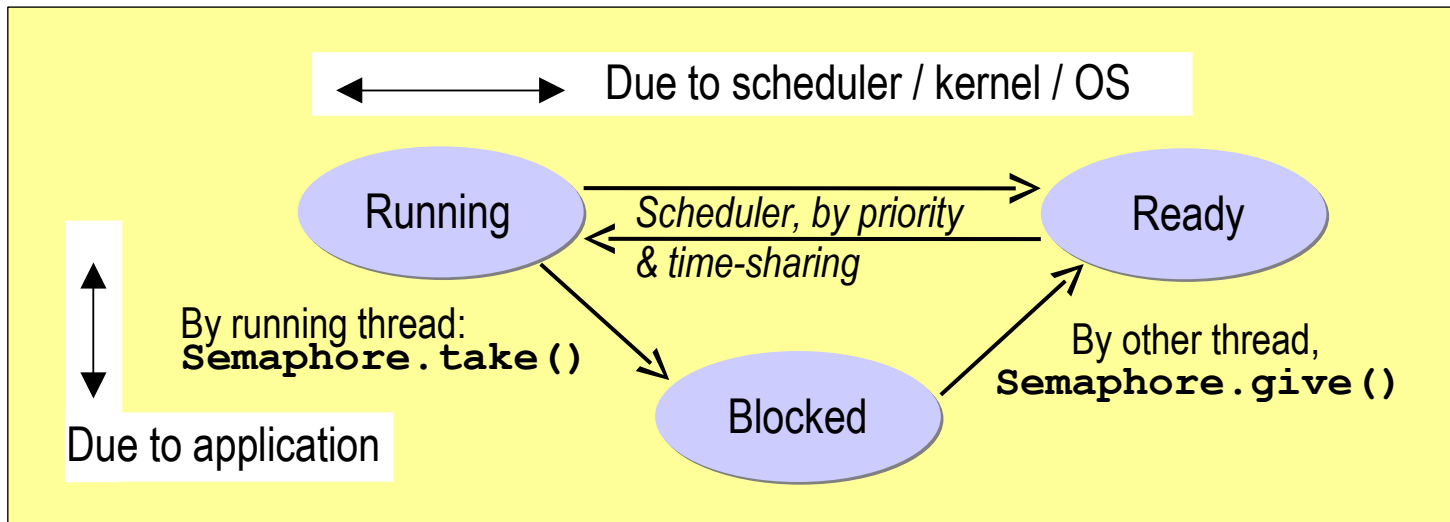 Due to scheduler / kernel / OS
Running
Scheduler, by priority
& time-sharing
Ready
By running thread:
Semaphore.take()
By other thread,
Semaphore.give()
Blocked
Due to application